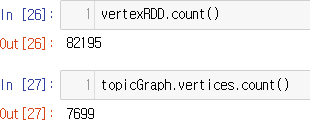 In [26]: 1 vertexRDD.count()
Out[26]: 82195
In [27]: 1 topicGraph.vertices.count()
Out[27]: 7699